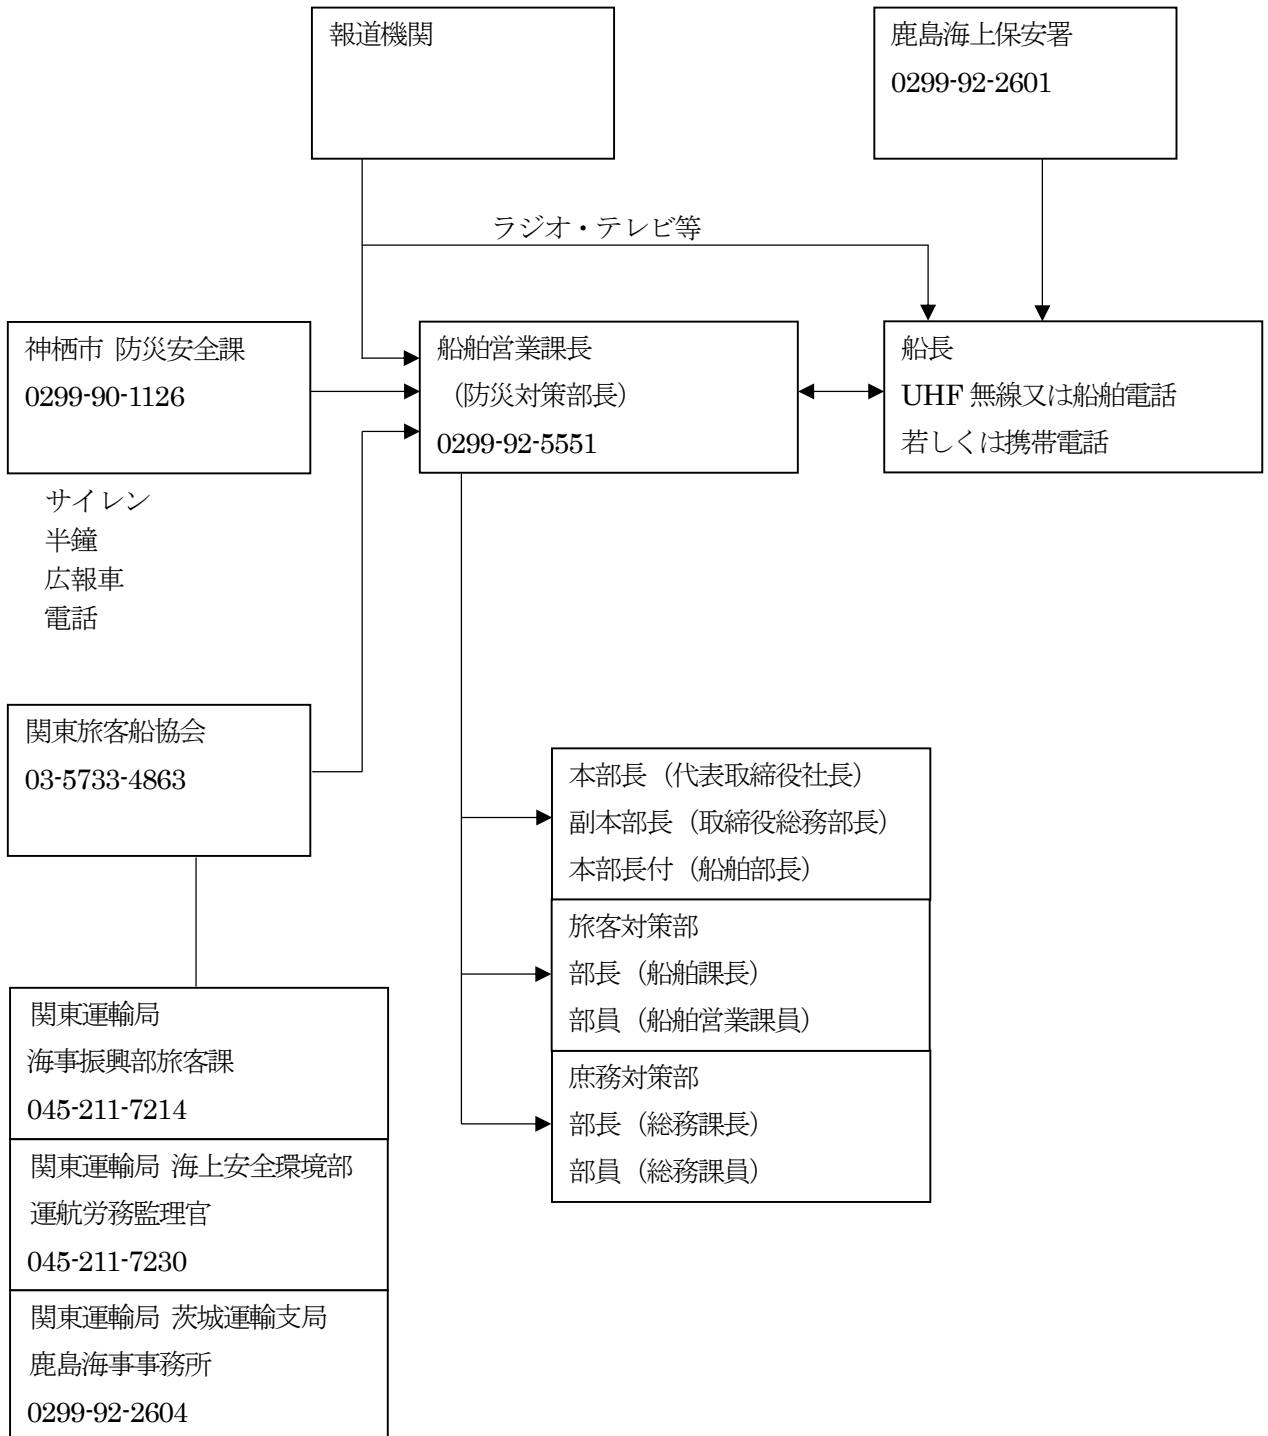 報道機関
鹿島海上保安署
0299-92-2601
ラジオ・テレビ等
神栖市 防災安全課
0299-90-1126
船舶営業課長
（防災対策部長）
0299-92-5551
船長
UHF 無線又は船舶電話
若しくは携帯電話
サイレン
半鐘
広報車
電話
関東旅客船協会
03-5733-4863
本部長（代表取締役社長）
副本部長（取締役総務部長）
本部長付（船舶部長）
旅客対策部
部長（船舶課長）
部員（船舶営業課員）
庶務対策部
部長（総務課長）
部員（総務課員）
関東運輸局
海事振興部旅客課
045-211-7214
関東運輸局 海上安全環境部
運航労務監理官
045-211-7230
関東運輸局 茨城運輸支局
鹿島海事事務所
0299-92-2604